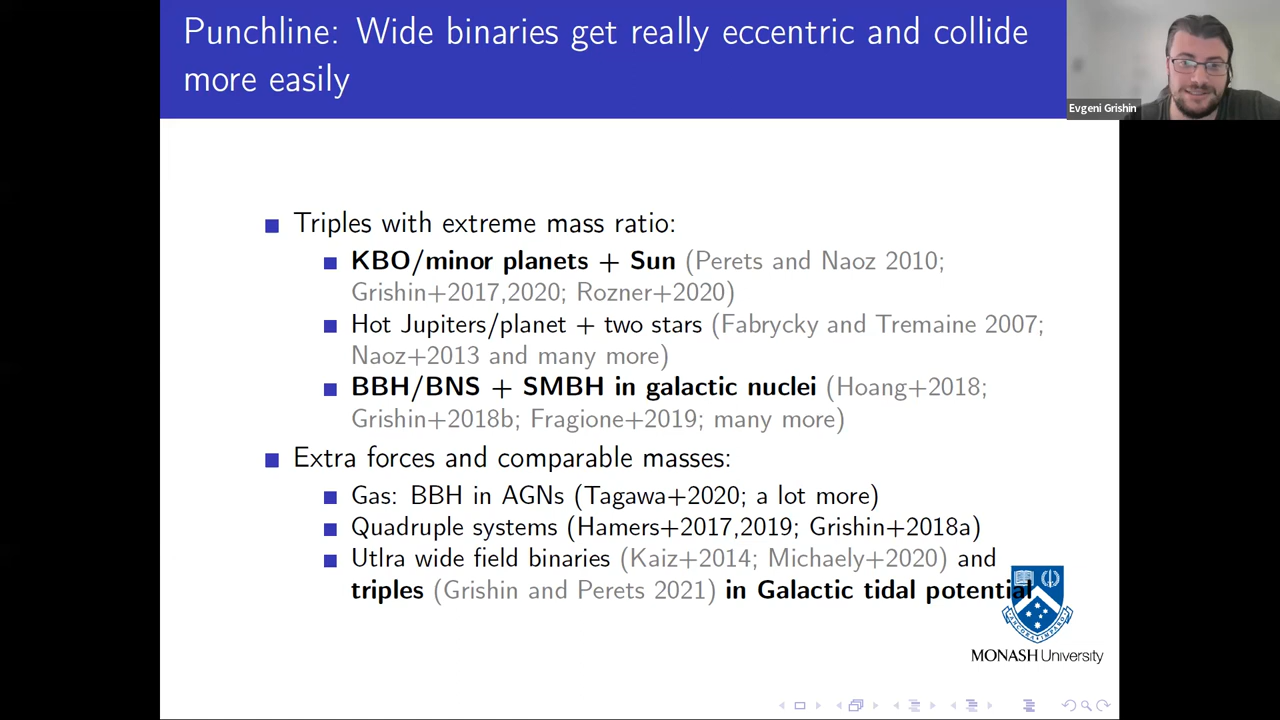 Punchline: Wide binaries get really eccentric and collide
more easily
Evgeni Grishin
Triples with extreme mass ratio:
KBO/minor planets + Sun (Perets and Naoz 2010;
Grishin+2017,2020; Rozner+2020)
Hot Jupiters/planet + two stars (Fabrycky and Tremaine 2007;
Naoz+2013 and many more)
BBH/BNS + SMBH in galactic nuclei (Hoang+2018;
Grishin+2018b; Fragione+2019; many more)
Extra forces and comparable masses:
Gas: BBH in AGNs (Tagawa+2020; a lot more)
Quadruple systems (Hamers+2017,2019; Grishin+2018a)
Utlra wide field binaries (Kaiz+2014; Michaely+2020) and
triples (Grishin and Perets 2021) in Galactic tidal potential
ANCORA IMPARO
MONASH University